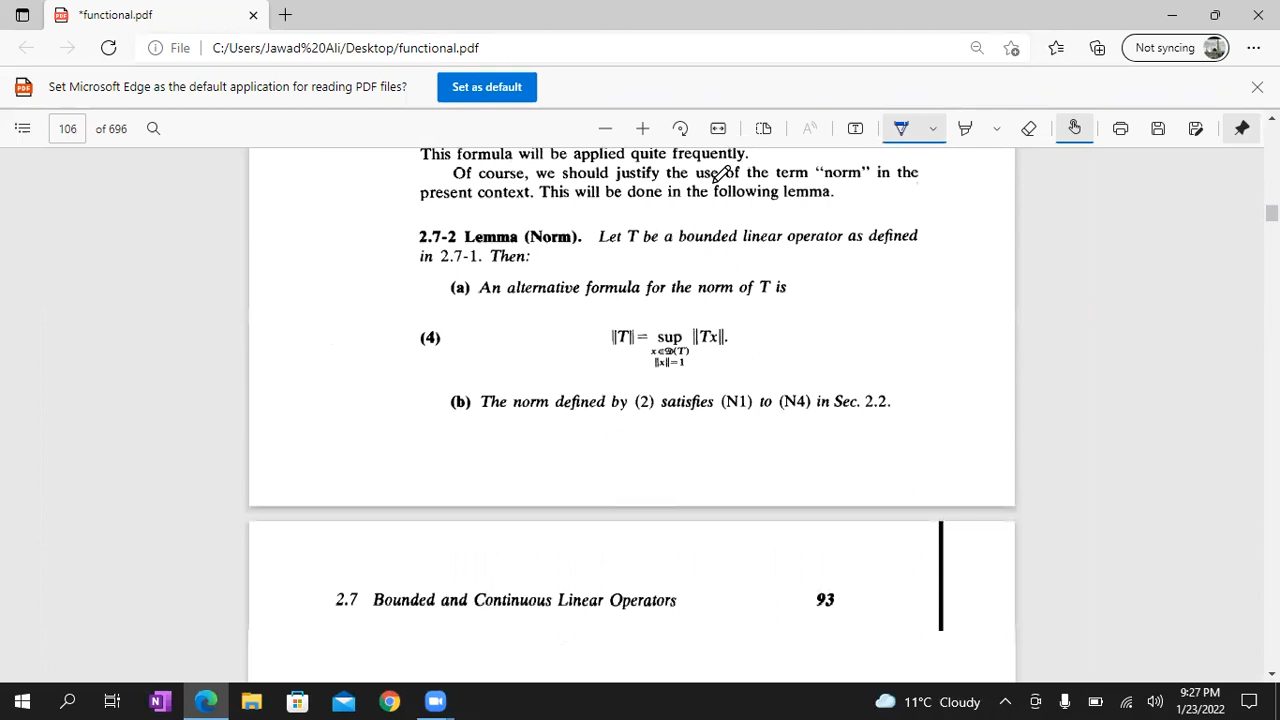 *functional.pdf
File
C:/Users/Jawad%20Ali/Desktop/functional.pdf
Not syncing
PDF
Set Microsoft Edge as the default application for reading PDF files?
Set as default
106 of 696
This formula will be applied quite frequently.
Of course, we should justify the use of the term “norm” in the
present context. This will be done in the following lemma.
2.7-2 Lemma (Norm). Let T be a bounded linear operator as defined
in 2.7-1. Then:
(a) An alternative formula for the norm of T is
(4) ‖T‖ = sup ‖Tx‖.
x∈𝒟(T)
‖x‖=1
(b) The norm defined by (2) satisfies (N1) to (N4) in Sec. 2.2.
2.7 Bounded and Continuous Linear Operators 93
11°C Cloudy
9:27 PM
1/23/2022